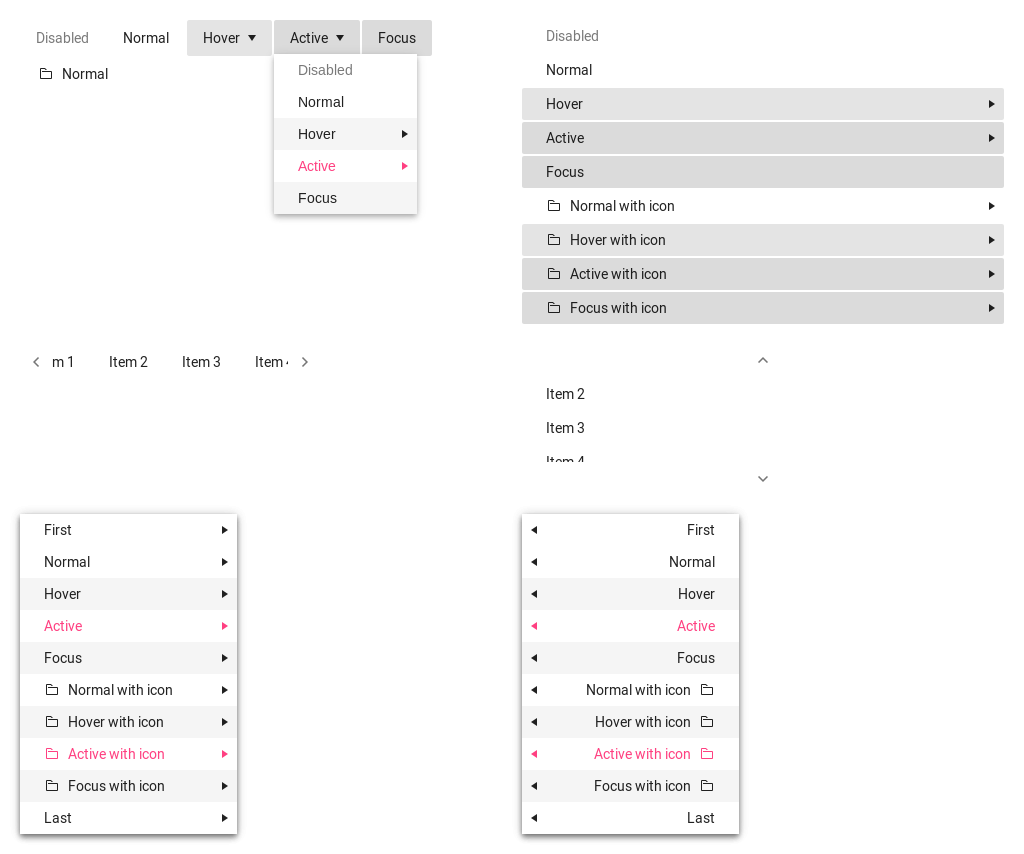 Disabled Normal Hover Active Focus
Normal
Disabled
Normal
Hover
Active
Focus
Disabled
Normal
Hover
Active
Focus
Normal with icon
Hover with icon
Active with icon
Focus with icon
m 1 Item 2 Item 3 Item 4
Item 2
Item 3
Item 4
First
Normal
Hover
Active
Focus
Normal with icon
Hover with icon
Active with icon
Focus with icon
Last
First
Normal
Hover
Active
Focus
Normal with icon
Hover with icon
Active with icon
Focus with icon
Last